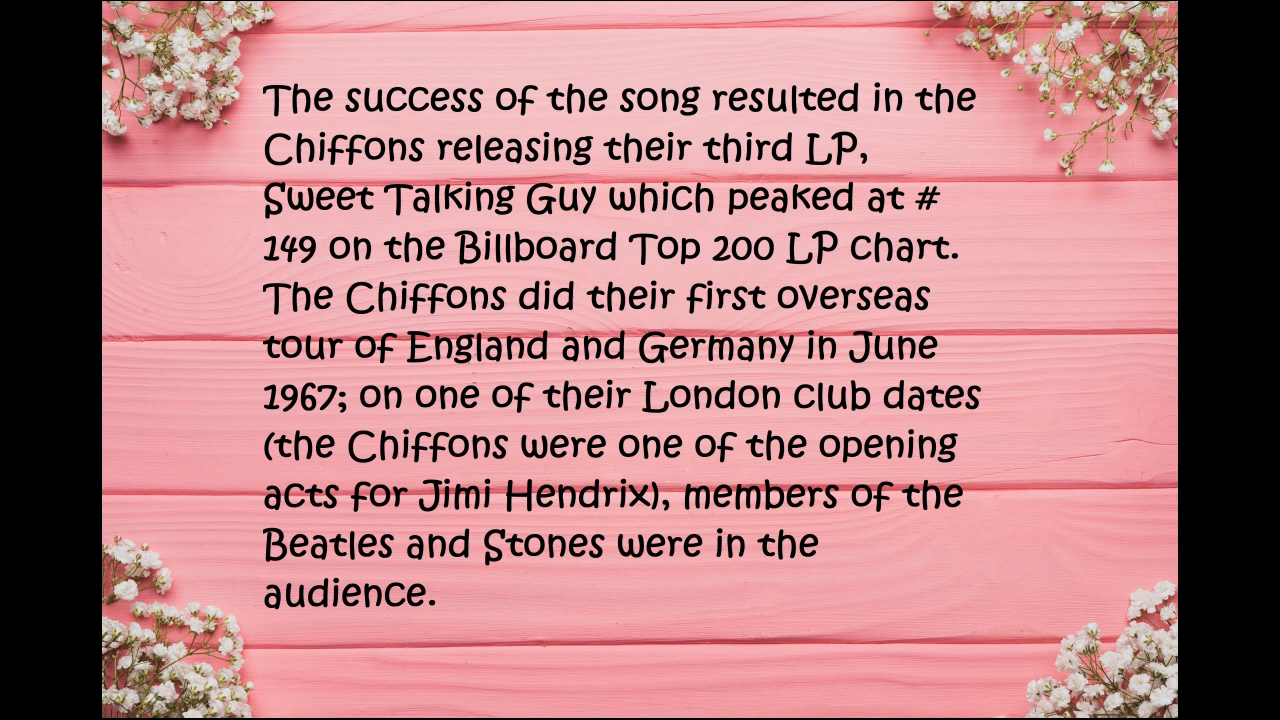 The success of the song resulted in the
Chiffons releasing their third LP,
Sweet Talking Guy which peaked at #
149 on the Billboard Top 200 LP chart.
The Chiffons did their first overseas
tour of England and Germany in June
1967; on one of their London club dates
(the Chiffons were one of the opening
acts for Jimi Hendrix), members of the
Beatles and Stones were in the
audience.